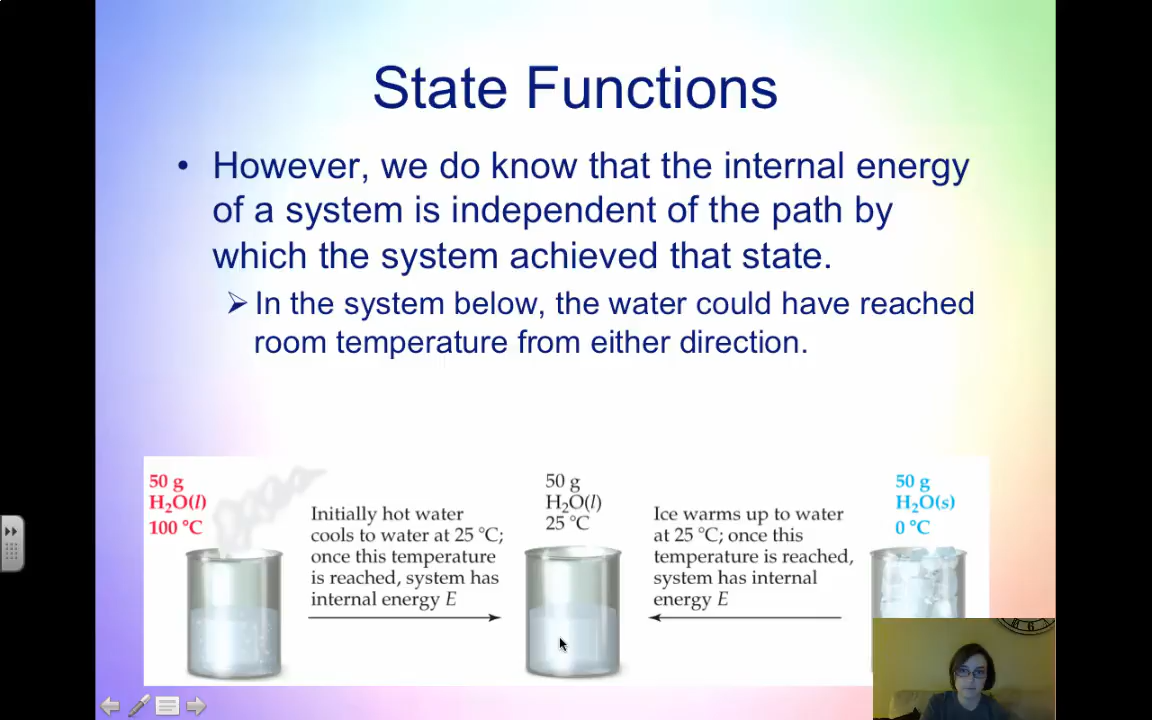 State Functions
• However, we do know that the internal energy
of a system is independent of the path by
which the system achieved that state.
➢ In the system below, the water could have reached
room temperature from either direction.
50 g
H₂O(l)
100 °C
Initially hot water
cools to water at 25 °C;
once this temperature
is reached, system has
internal energy E
50 g
H₂O(l)
25 °C
Ice warms up to water
at 25 °C; once this
temperature is reached,
system has internal
energy E
50 g
H₂O(s)
0 °C